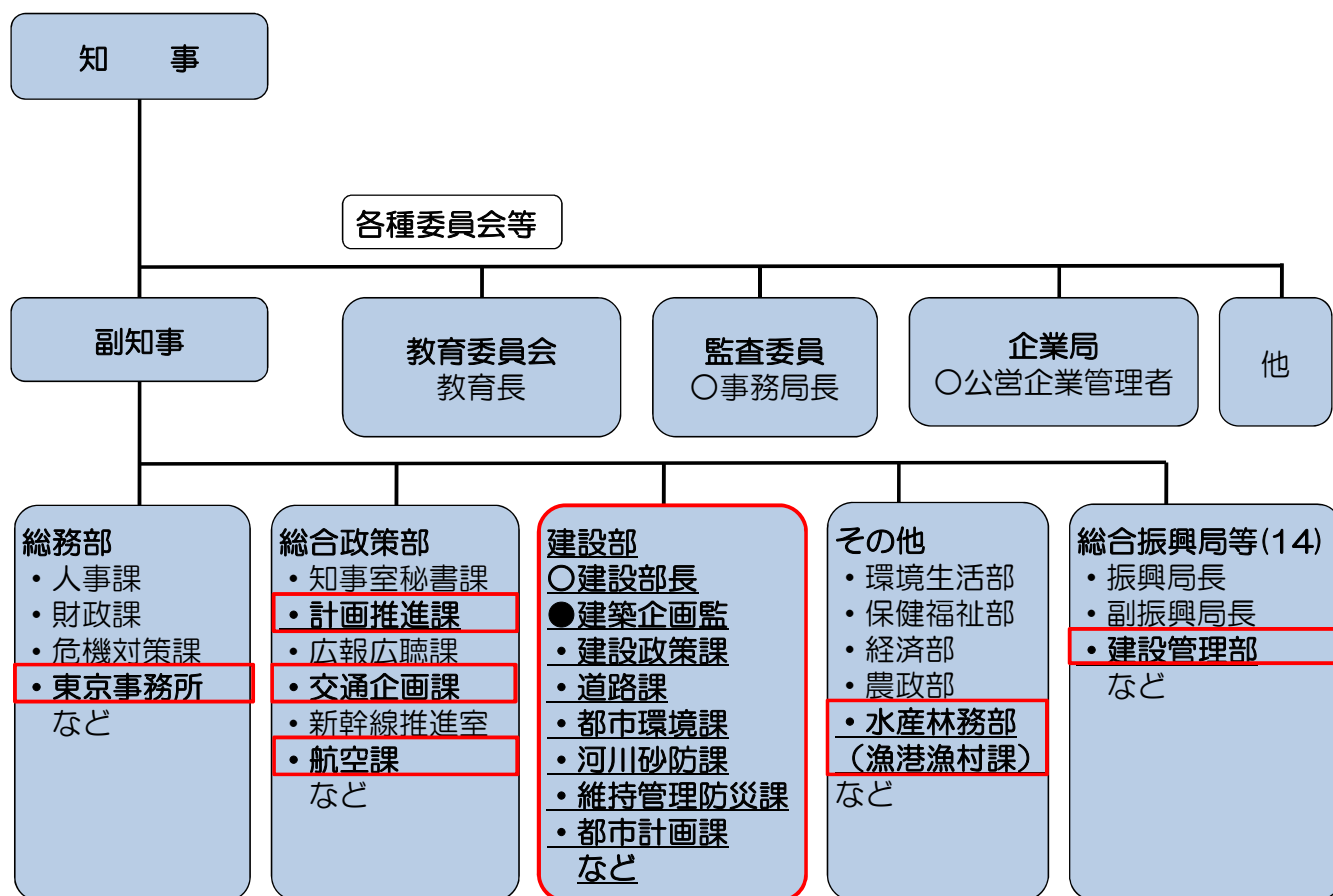 知　　事
各種委員会等
副知事
教育委員会
教育長
監査委員
○事務局長
企業局
○公営企業管理者
他
総務部
・人事課
・財政課
・危機対策課
・東京事務所
など
総合政策部
・知事室秘書課
・計画推進課
・広報広聴課
・交通企画課
・新幹線推進室
・航空課
など
建設部
○建設部長
●建築企画監
・建設政策課
・道路課
・都市環境課
・河川砂防課
・維持管理防災課
・都市計画課
など
その他
・環境生活部
・保健福祉部
・経済部
・農政部
・水産林務部
（漁港漁村課）
など
総合振興局等(14)
・振興局長
・副振興局長
・建設管理部
など